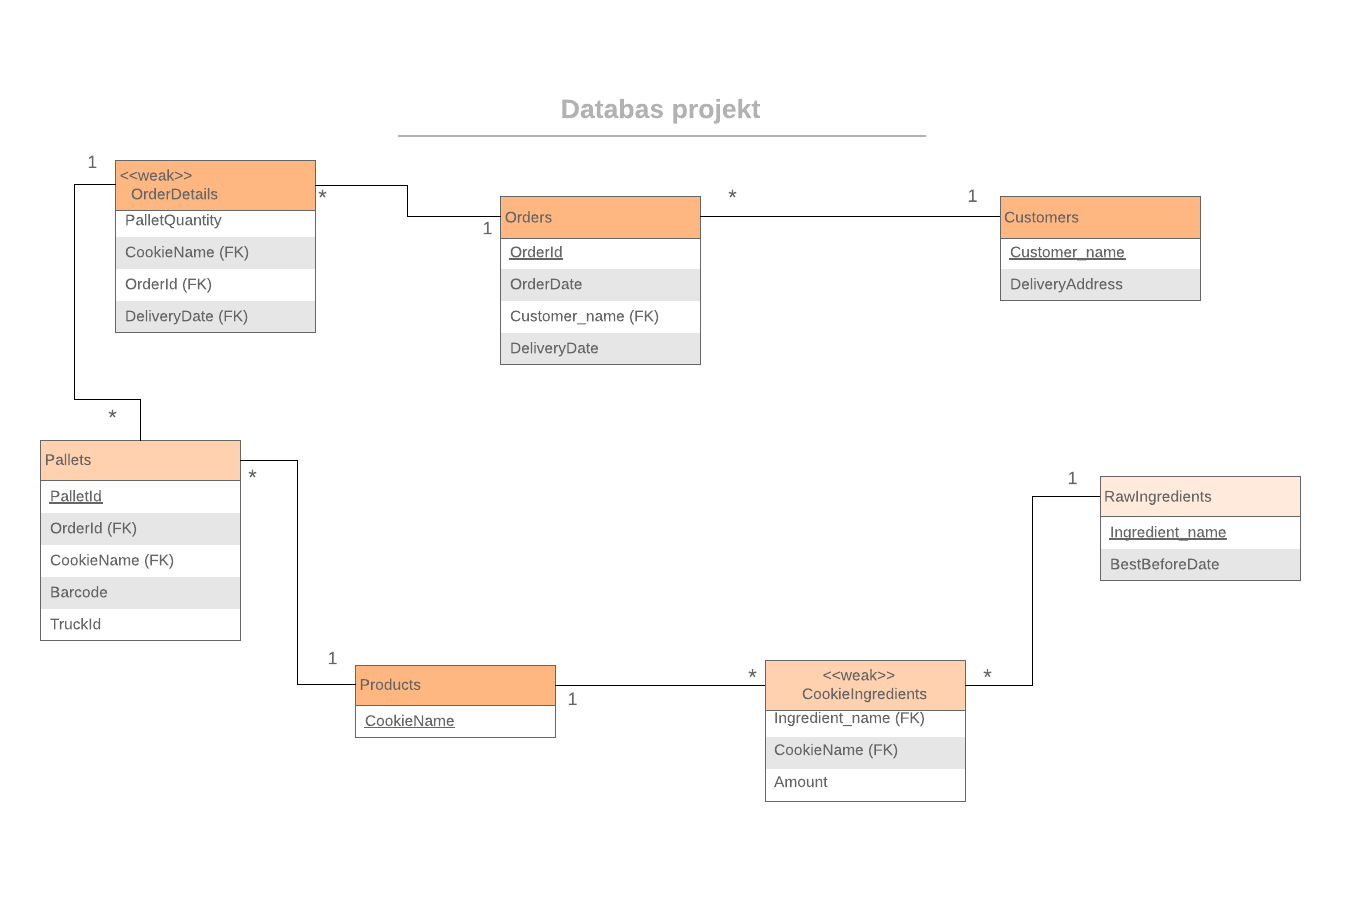 Databas projekt
1
<<weak>>
OrderDetails
PalletQuantity
CookieName (FK)
OrderId (FK)
DeliveryDate (FK)
*
1
Orders
OrderId
OrderDate
Customer_name (FK)
DeliveryDate
*
1
Customers
Customer_name
DeliveryAddress
*
Pallets
PalletId
OrderId (FK)
CookieName (FK)
Barcode
TruckId
*
1
Products
CookieName
1
*
<<weak>>
CookieIngredients
Ingredient_name (FK)
CookieName (FK)
Amount
*
1
RawIngredients
Ingredient_name
BestBeforeDate